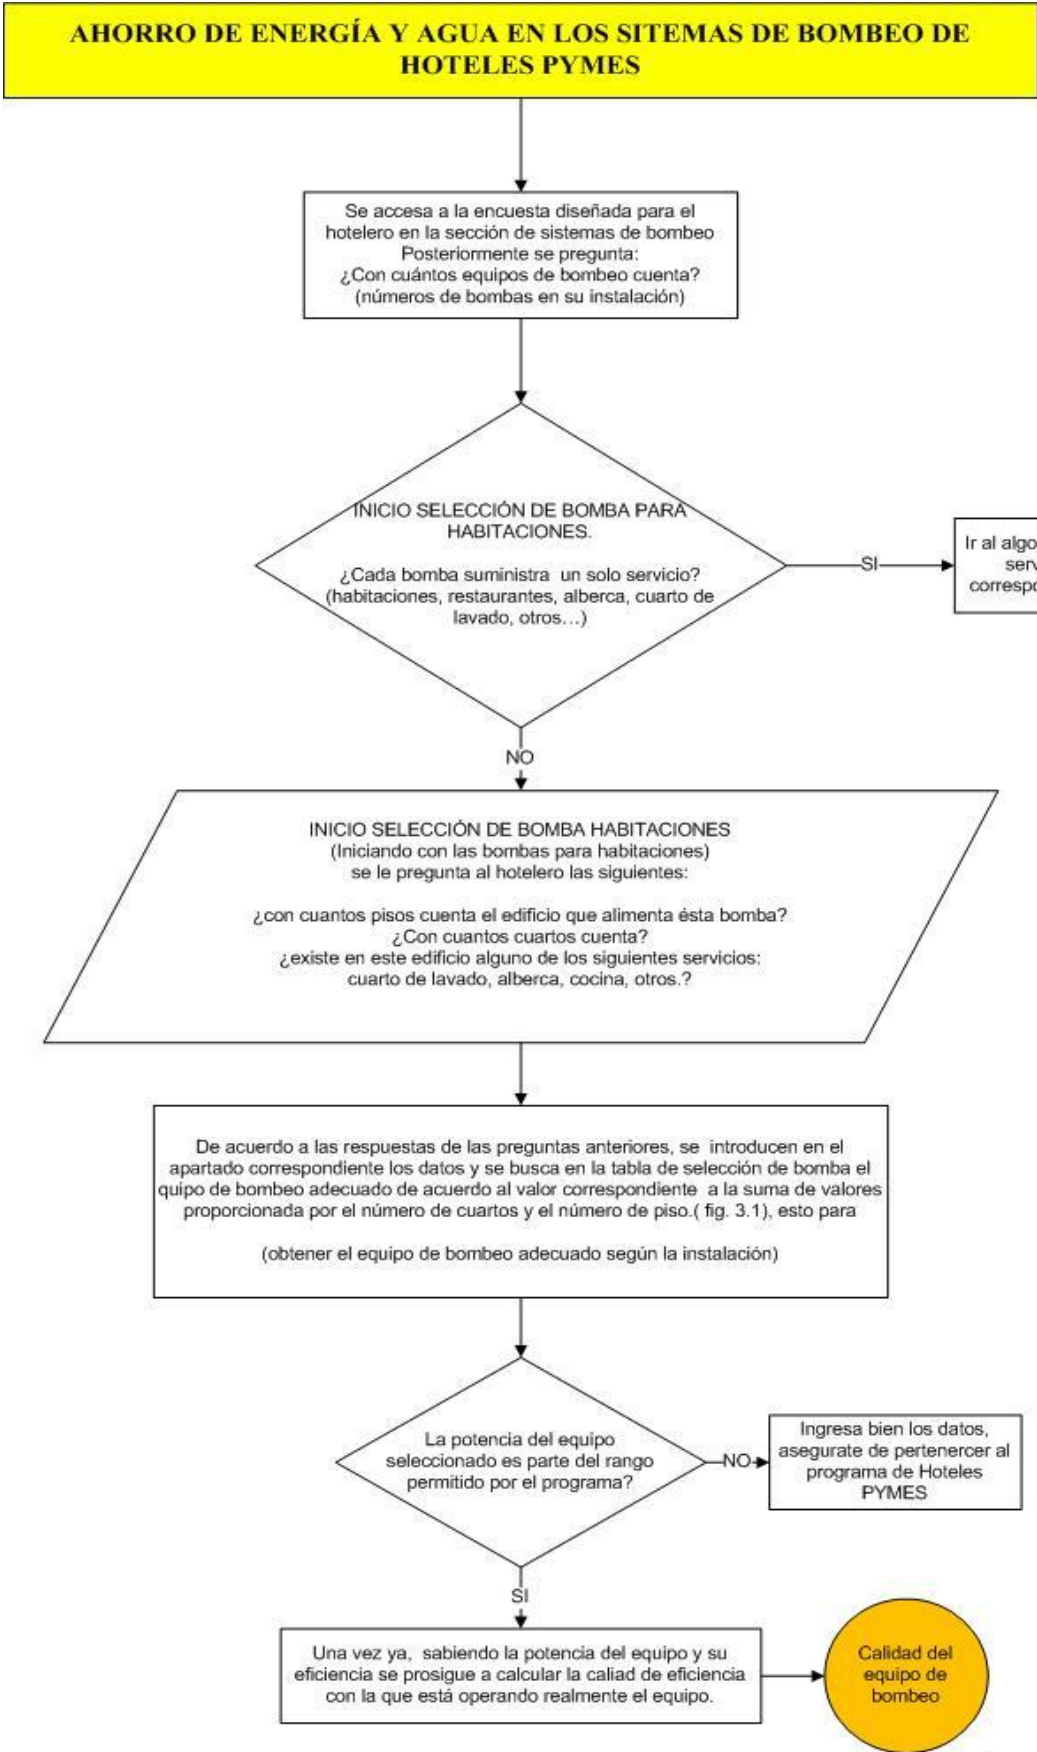 AHORRO DE ENERGÍA Y AGUA EN LOS SITEMAS DE BOMBEO DE
HOTELES PYMES
Se accesa a la encuesta diseñada para el
hotelero en la sección de sistemas de bombeo
Posteriormente se pregunta:
¿Con cuántos equipos de bombeo cuenta?
(números de bombas en su instalación)
INICIO SELECCIÓN DE BOMBA PARA
HABITACIONES.
¿Cada bomba suministra un solo servicio?
(habitaciones, restaurantes, alberca, cuarto de
lavado, otros…)
SI
Ir al
NO
INICIO SELECCIÓN DE BOMBA HABITACIONES
(Iniciando con las bombas para habitaciones)
se le pregunta al hotelero las siguientes:
¿con cuantos pisos cuenta el edificio que alimenta ésta bomba?
¿Con cuantos cuartos cuenta?
¿existe en este edificio alguno de los siguientes servicios:
cuarto de lavado, alberca, cocina, otros.?
De acuerdo a las respuestas de las preguntas anteriores, se introducen en el
apartado correspondiente los datos y se busca en la tabla de selección de bomba el
quipo de bombeo adecuado de acuerdo al valor correspondiente a la suma de valores
proporcionada por el número de cuartos y el número de piso.( fig. 3.1), esto para
(obtener el equipo de bombeo adecuado según la instalación)
La potencia del equipo
seleccionado es parte del rango
permitido por el programa?
NO
Ingresa bien los datos,
asegurate de pertenercer al
programa de Hoteles
PYMES
SI
Una vez ya, sabiendo la potencia del equipo y su
eficiencia se prosigue a calcular la caliad de eficiencia
con la que está operando realmente el equipo.
Calidad del
equipo de
bombeo